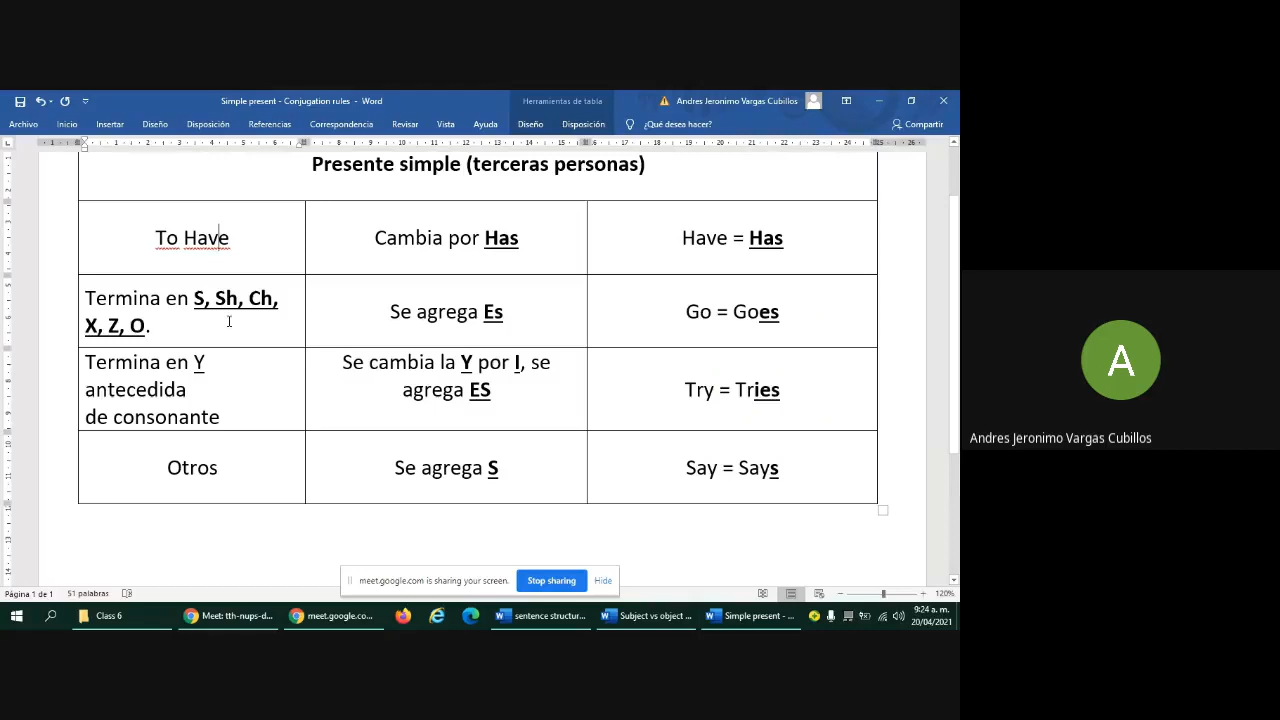 Simple present - Conjugation rules - Word
Herramientas de tabla
Andres Jeronimo Vargas Cubillos
Archivo Inicio Insertar Diseño Disposición Referencias Correspondencia Revisar Vista Ayuda Diseño Disposición ¿Qué desea hacer? Compartir
Presente simple (terceras personas)
To Have
Cambia por Has
Have = Has
Termina en S, Sh, Ch,
X, Z, O.
Se agrega Es
Go = Goes
Termina en Y
antecedida
de consonante
Se cambia la Y por I, se
agrega ES
Try = Tries
Otros
Se agrega S
Say = Says
meet.google.com is sharing your screen. Stop sharing Hide
Página 1 de 1 51 palabras 120%
Class 6 Meet: tth-nups-d... meet.google.co... sentence structur... Subject vs object ... Simple present - ...
9:24 a. m.
20/04/2021
A
Andres Jeronimo Vargas Cubillos